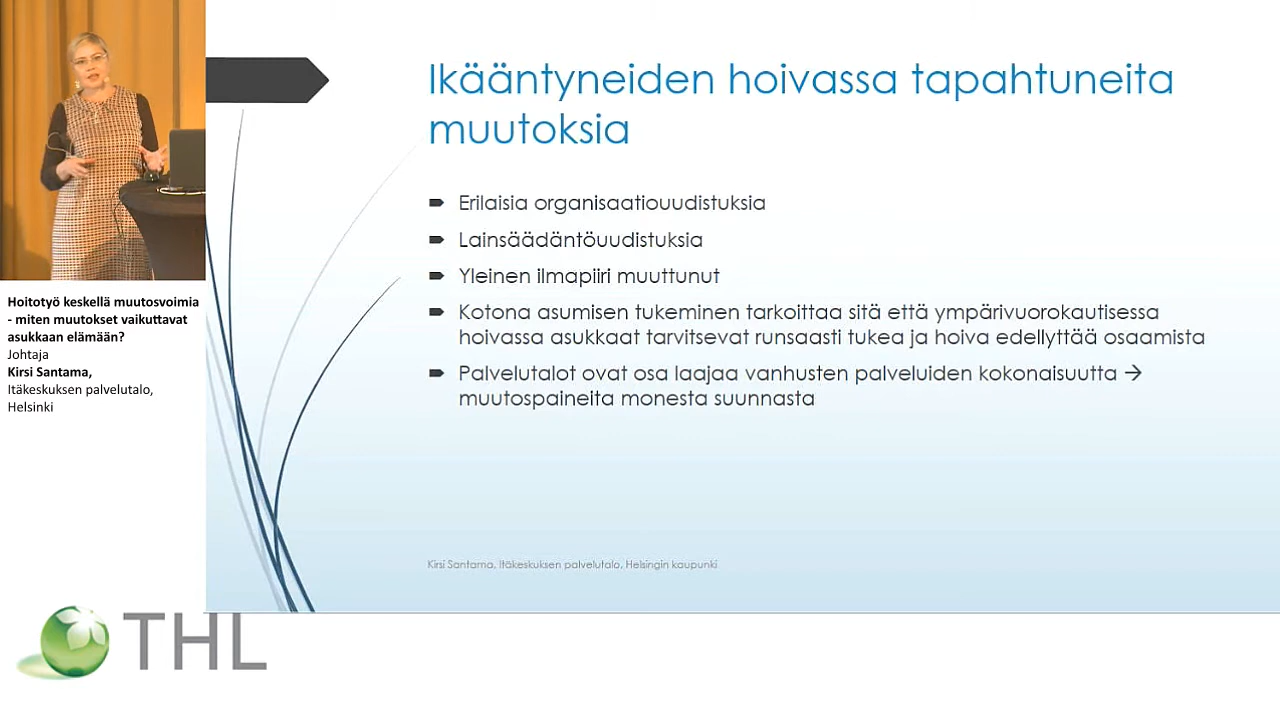 Ikääntyneiden hoivassa tapahtuneita
muutoksia
Erilaisia organisaatiouudistuksia
Lainsäädäntöuudistuksia
Yleinen ilmapiiri muuttunut
Kotona asumisen tukeminen tarkoittaa sitä että ympärivuorokautisessa
hoivassa asukkaat tarvitsevat runsaasti tukea ja hoiva edellyttää osaamista
Palvelutalot ovat osa laajaa vanhusten palveluiden kokonaisuutta →
muutospaineita monesta suunnasta
Kirsi Santama, Itäkeskuksen palvelutalo, Helsingin kaupunki
Hoitotyö keskellä muutosvoimia
- miten muutokset vaikuttavat
asukkaan elämään?
Johtaja
Kirsi Santama,
Itäkeskuksen palvelutalo,
Helsinki
THL